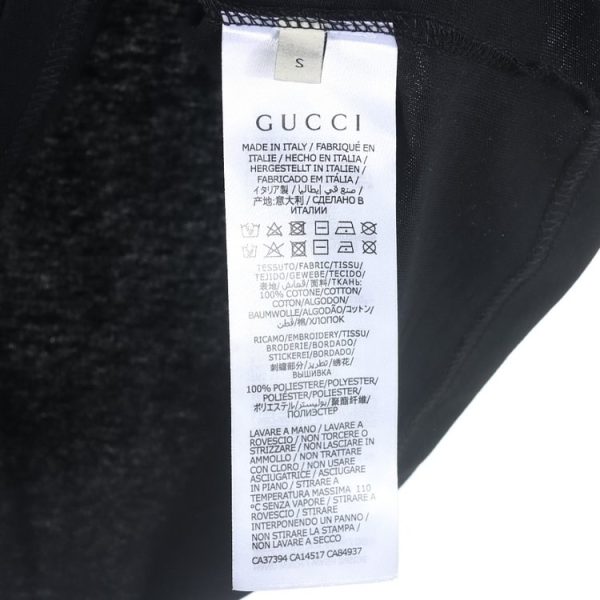 S
GUCCI
MADE IN ITALY / FABRIQUÉ EN
ITALIE / HECHO EN ITALIA /
HERGESTELLT IN ITALIEN /
FABRICADO EM ITÁLIA /
イタリア製 / صنع في إيطاليا /
产地:意大利 / СДЕЛАНО В
ИТАЛИИ
TESSUTO/FABRIC/TISSU/
TEJIDO/GEWEBE/TECIDO/
表地/قماش/面料/ТКАНЬ:
100% COTONE/COTTON/
COTON/ALGODON/
BAUMWOLLE/ALGODÃO/コットン/
قطن/棉/ХЛОПОК
RICAMO/EMBROIDERY/TISSU/
BRODERIE/BORDADO/
STICKEREI/BORDADO/
刺繍部分/تطريز/绣花/
ВЫШИВКА
100% POLIESTERE/POLYESTER/
POLIÉSTER/POLIÉSTER/
ポリエステル/بوليستر/聚酯纤维/
ПОЛИЭСТЕР
LAVARE A MANO / LAVARE A
ROVESCIO / NON TORCERE O
STRIZZARE / NON LASCIARE IN
AMMOLLO / NON TRATTARE
CON CLORO / NON USARE
ASCIUGATRICE / ASCIUGARE
IN PIANO / STIRARE A
TEMPERATURA MASSIMA 110
°C SENZA VAPORE / STIRARE A
ROVESCIO / STIRARE
INTERPONENDO UN PANNO /
NON STIRARE LA STAMPA /
NON LAVARE A SECCO
CA37394 CA14517 CA84937